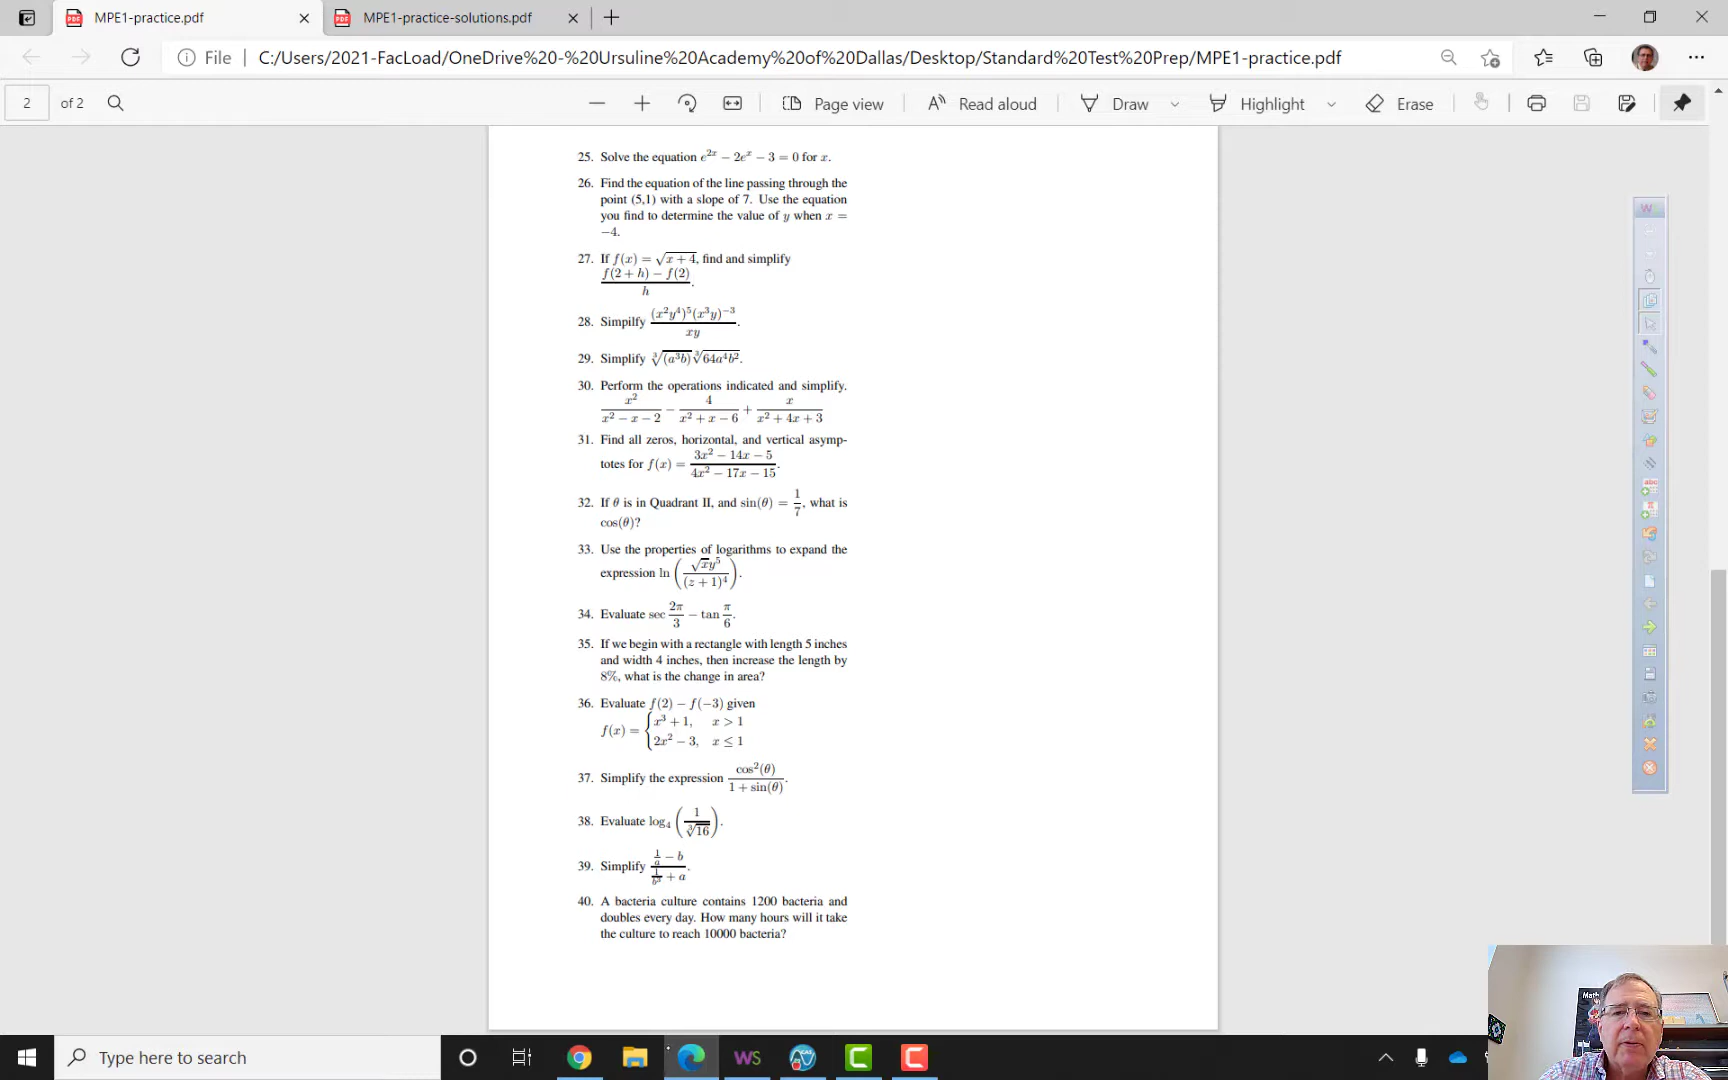 MPE1-practice.pdf
MPE1-practice-solutions.pdf
File C:/Users/2021-FacLoad/OneDrive%20-%20Ursuline%20Academy%20of%20Dallas/Desktop/Standard%20Test%20Prep/MPE1-practice.pdf
2 of 2 Page view Read aloud Draw Highlight Erase
25. Solve the equation e^{2x} − 2e^x − 3 = 0 for x.
26. Find the equation of the line passing through the
point (5,1) with a slope of 7. Use the equation
you find to determine the value of y when x =
−4.
27. If f(x) = √(x + 4), find and simplify
(f(2 + h) − f(2)) / h.
28. Simpilfy ((x²y⁴)⁵(x³y)⁻³) / (xy).
29. Simplify ∛(a³b) ∛(64a⁴b²).
30. Perform the operations indicated and simplify.
x² / (x² − x − 2) − 4 / (x² + x − 6) + x / (x² + 4x + 3)
31. Find all zeros, horizontal, and vertical asymp-
totes for f(x) = (3x² − 14x − 5) / (4x² − 17x − 15).
32. If θ is in Quadrant II, and sin(θ) = 1/7, what is
cos(θ)?
33. Use the properties of logarithms to expand the
expression ln (√x y⁵ / (z + 1)⁴).
34. Evaluate sec 2π/3 − tan π/6.
35. If we begin with a rectangle with length 5 inches
and width 4 inches, then increase the length by
8%, what is the change in area?
36. Evaluate f(2) − f(−3) given
f(x) = { x³ + 1, x > 1
2x² − 3, x ≤ 1
37. Simplify the expression cos²(θ) / (1 + sin(θ)).
38. Evaluate log₄ (1 / ∛16).
39. Simplify (1/a − b) / (1/b³ + a).
40. A bacteria culture contains 1200 bacteria and
doubles every day. How many hours will it take
the culture to reach 10000 bacteria?
Math
Type here to search